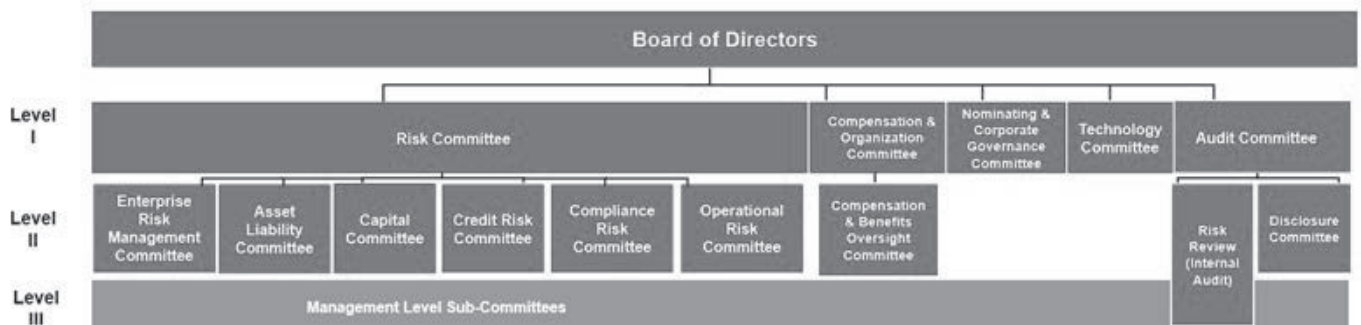 Board of Directors
Level
I
Risk Committee
Compensation &
Organization
Committee
Nominating &
Corporate
Governance
Committee
Technology
Committee
Audit Committee
Level
II
Enterprise
Risk
Management
Committee
Asset
Liability
Committee
Capital
Committee
Credit Risk
Committee
Compliance
Risk
Committee
Operational
Risk
Committee
Compensation
& Benefits
Oversight
Committee
Risk
Review
(Internal
Audit)
Disclosure
Committee
Level
III
Management Level Sub-Committees